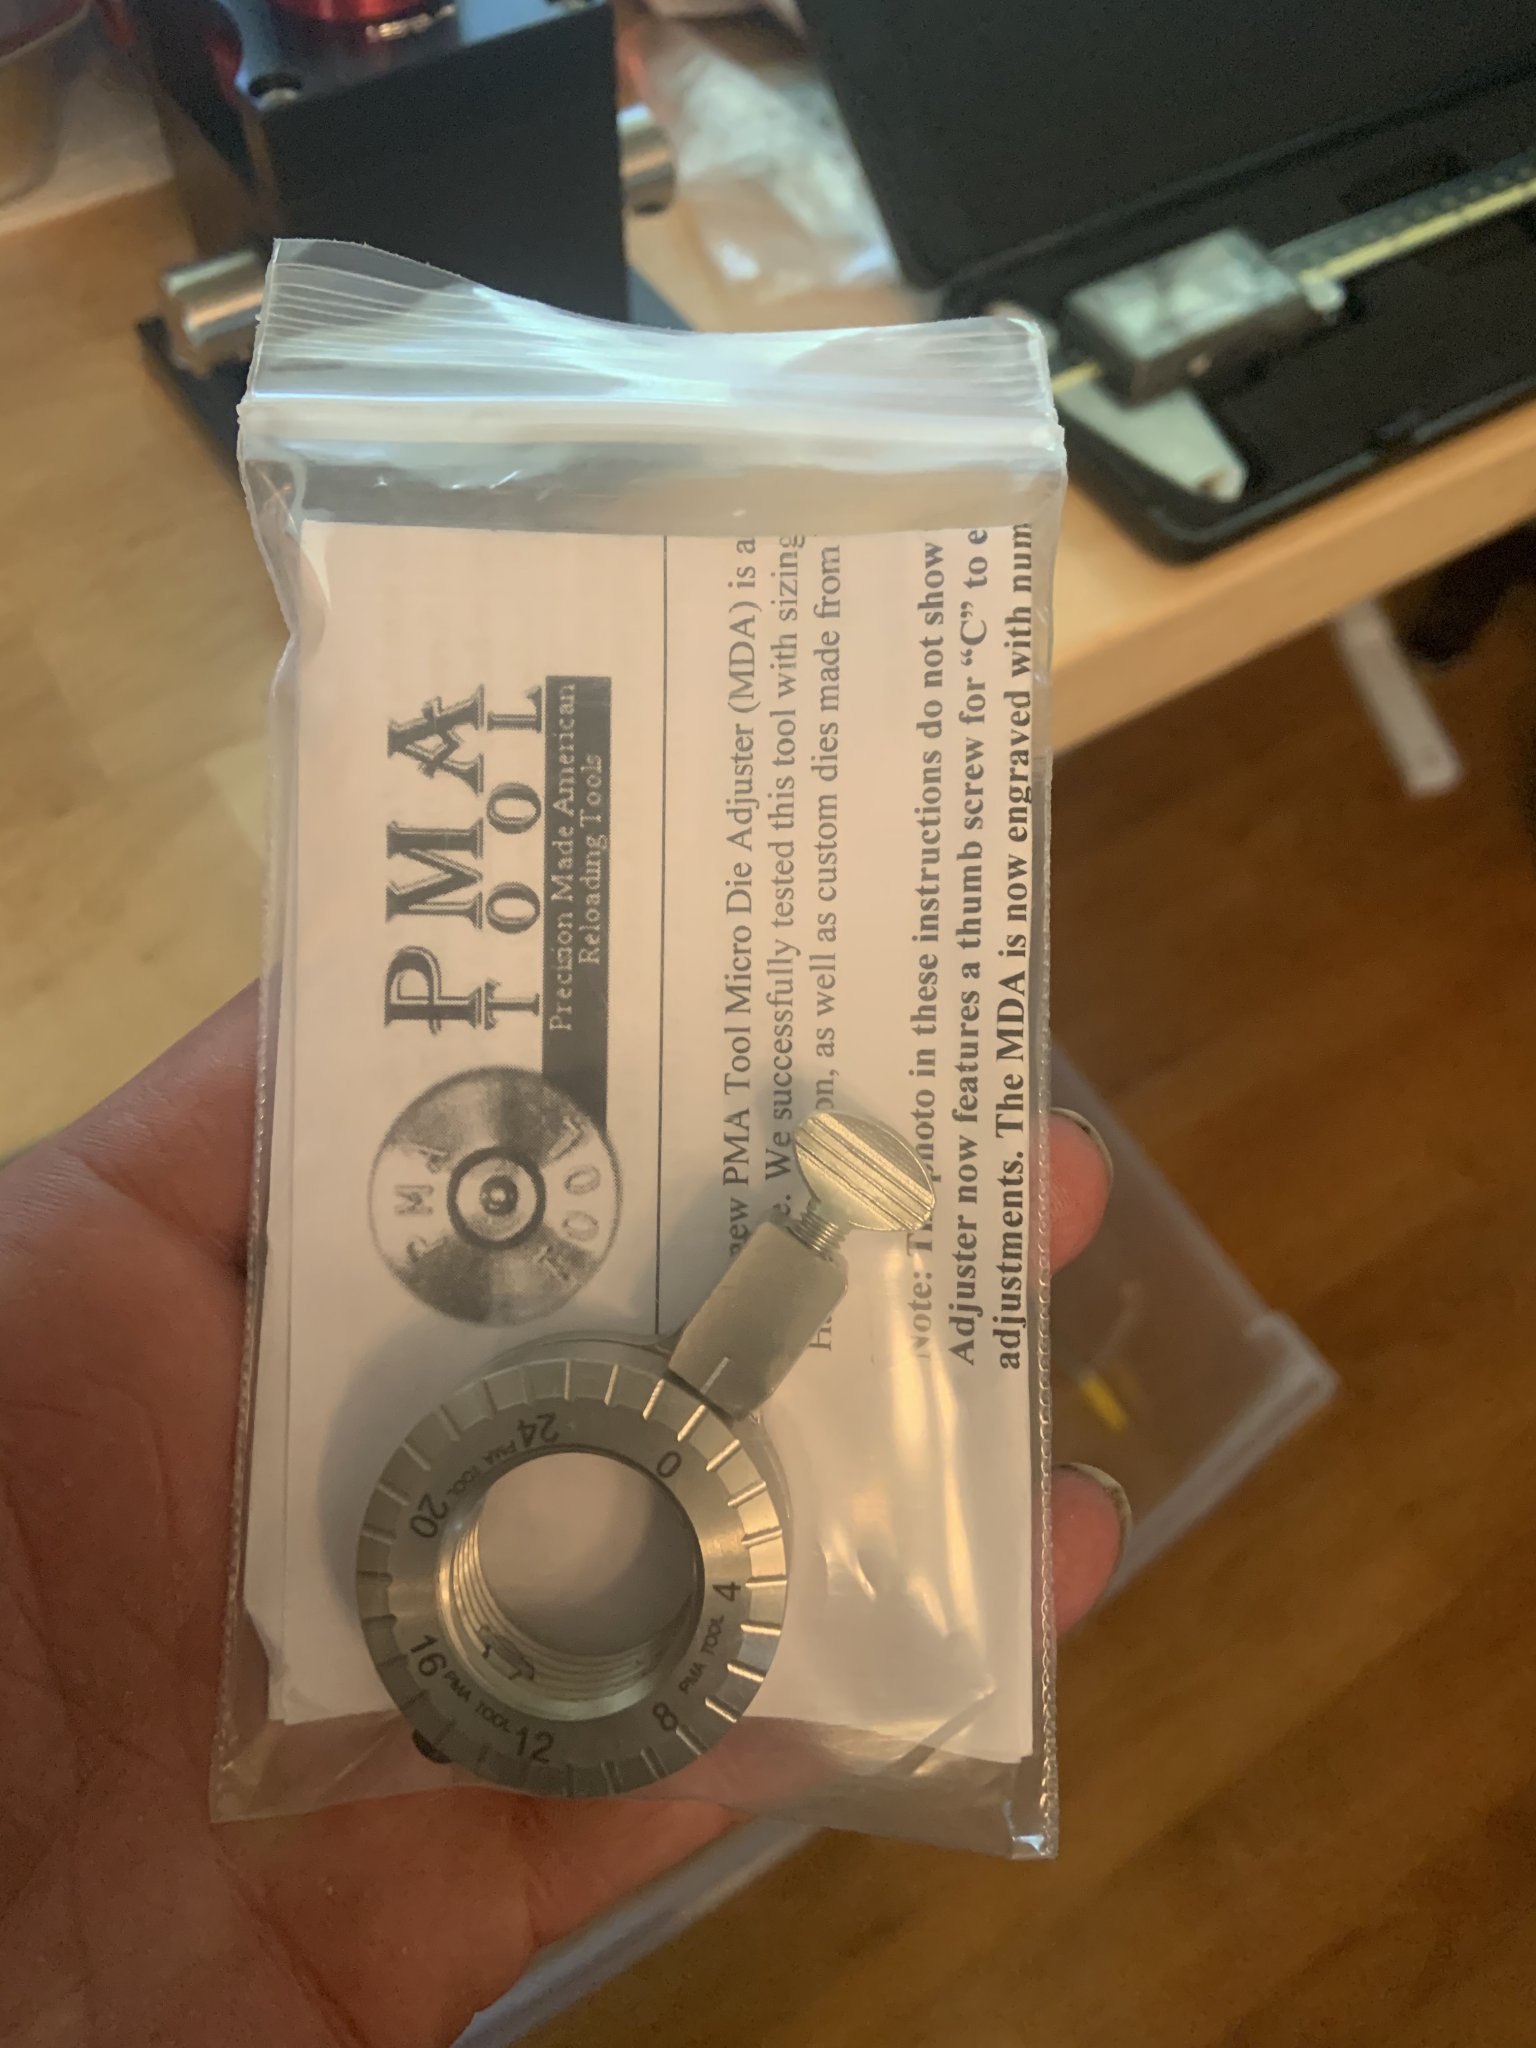 PMA
TOOL
Precision Made American
Reloading Tools
PMA
TOOL
new PMA Tool Micro Die Adjuster (MDA) is a
e. We successfully tested this tool with sizing
on, as well as custom dies made from
Note: photo in these instructions do not show
Adjuster now features a thumb screw for “C” to e
adjustments. The MDA is now engraved with num
0
4
PMA TOOL
8
12
PMA TOOL
16
20
PMA TOOL
24